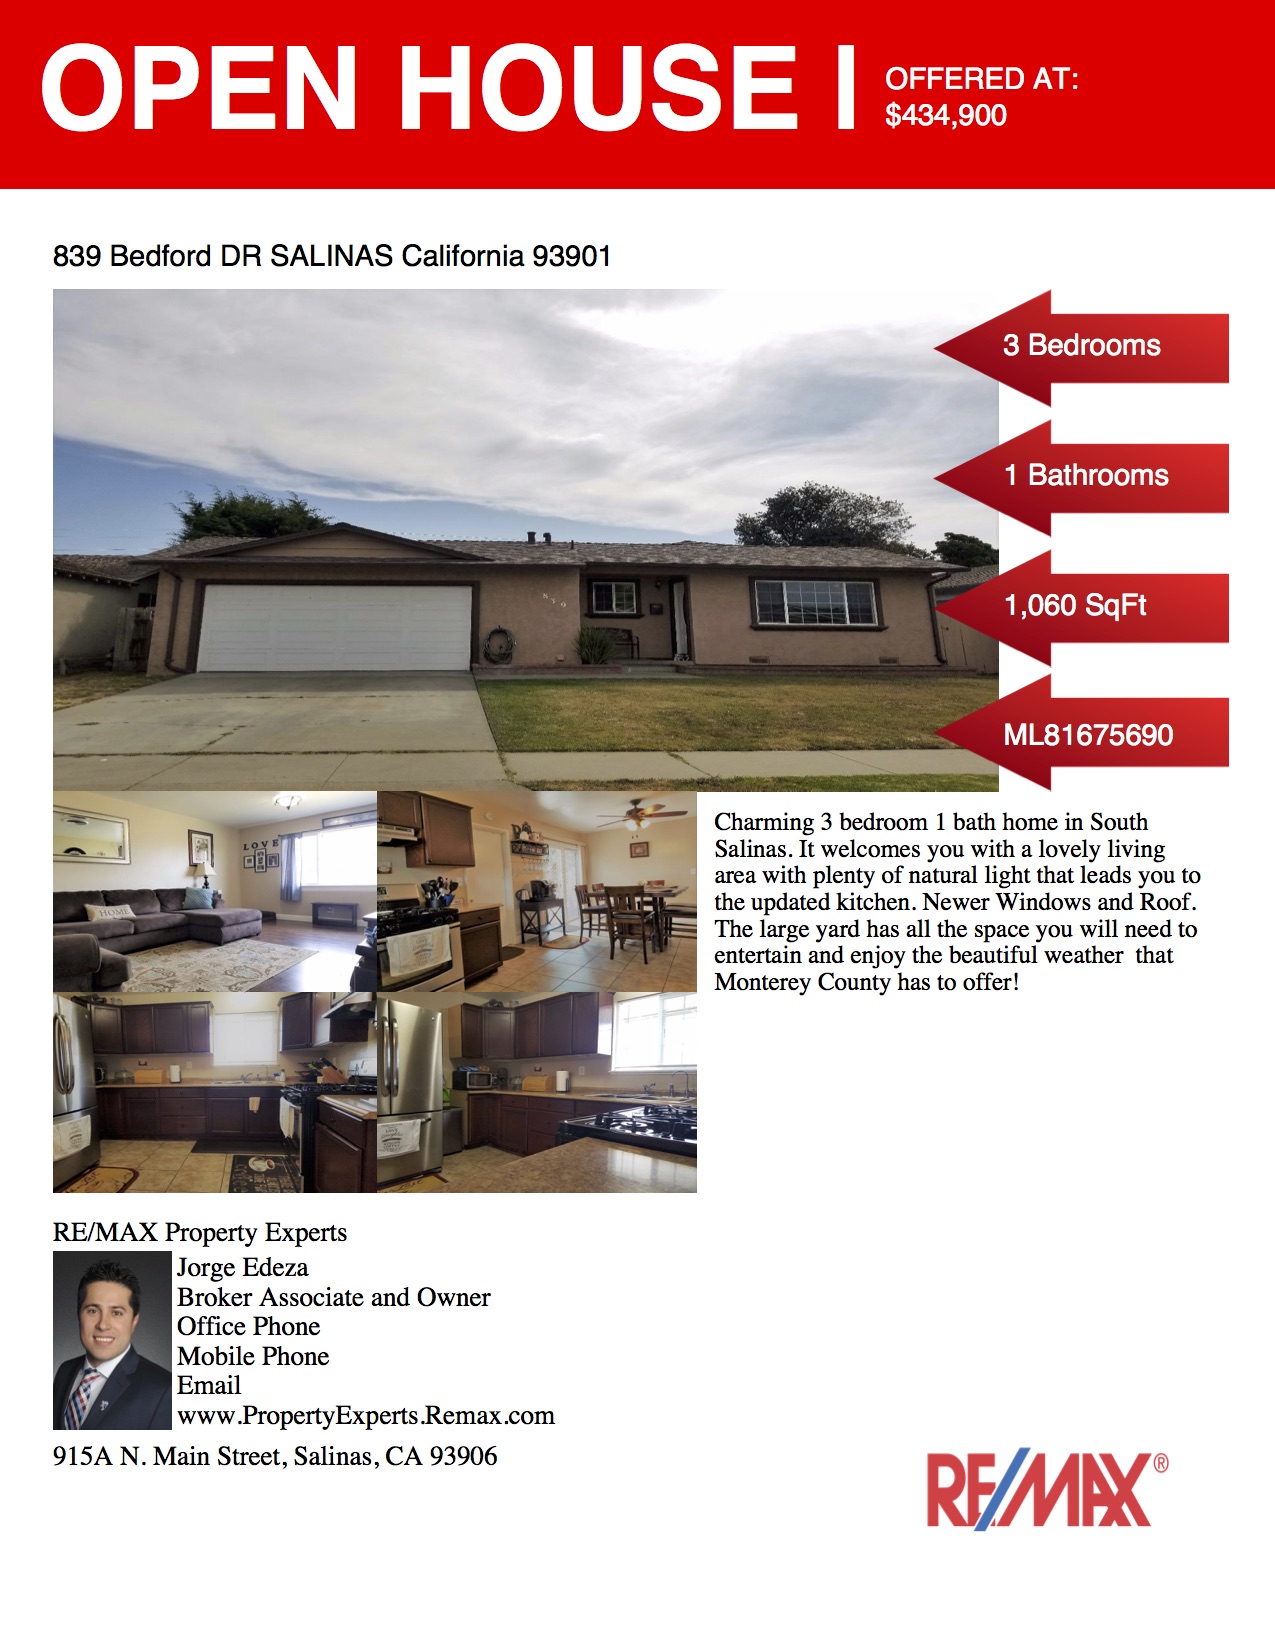 OPEN HOUSE |
OFFERED AT:
$434,900
839 Bedford DR SALINAS California 93901
3 Bedrooms
1 Bathrooms
1,060 SqFt
ML81675690
839
LOVE
HOME
Charming 3 bedroom 1 bath home in South
Salinas. It welcomes you with a lovely living
area with plenty of natural light that leads you to
the updated kitchen. Newer Windows and Roof.
The large yard has all the space you will need to
entertain and enjoy the beautiful weather  that
Monterey County has to offer!
RE/MAX Property Experts
Jorge Edeza
Broker Associate and Owner
Office Phone
Mobile Phone
Email
www.PropertyExperts.Remax.com
915A N. Main Street, Salinas, CA 93906
RE/MAX®